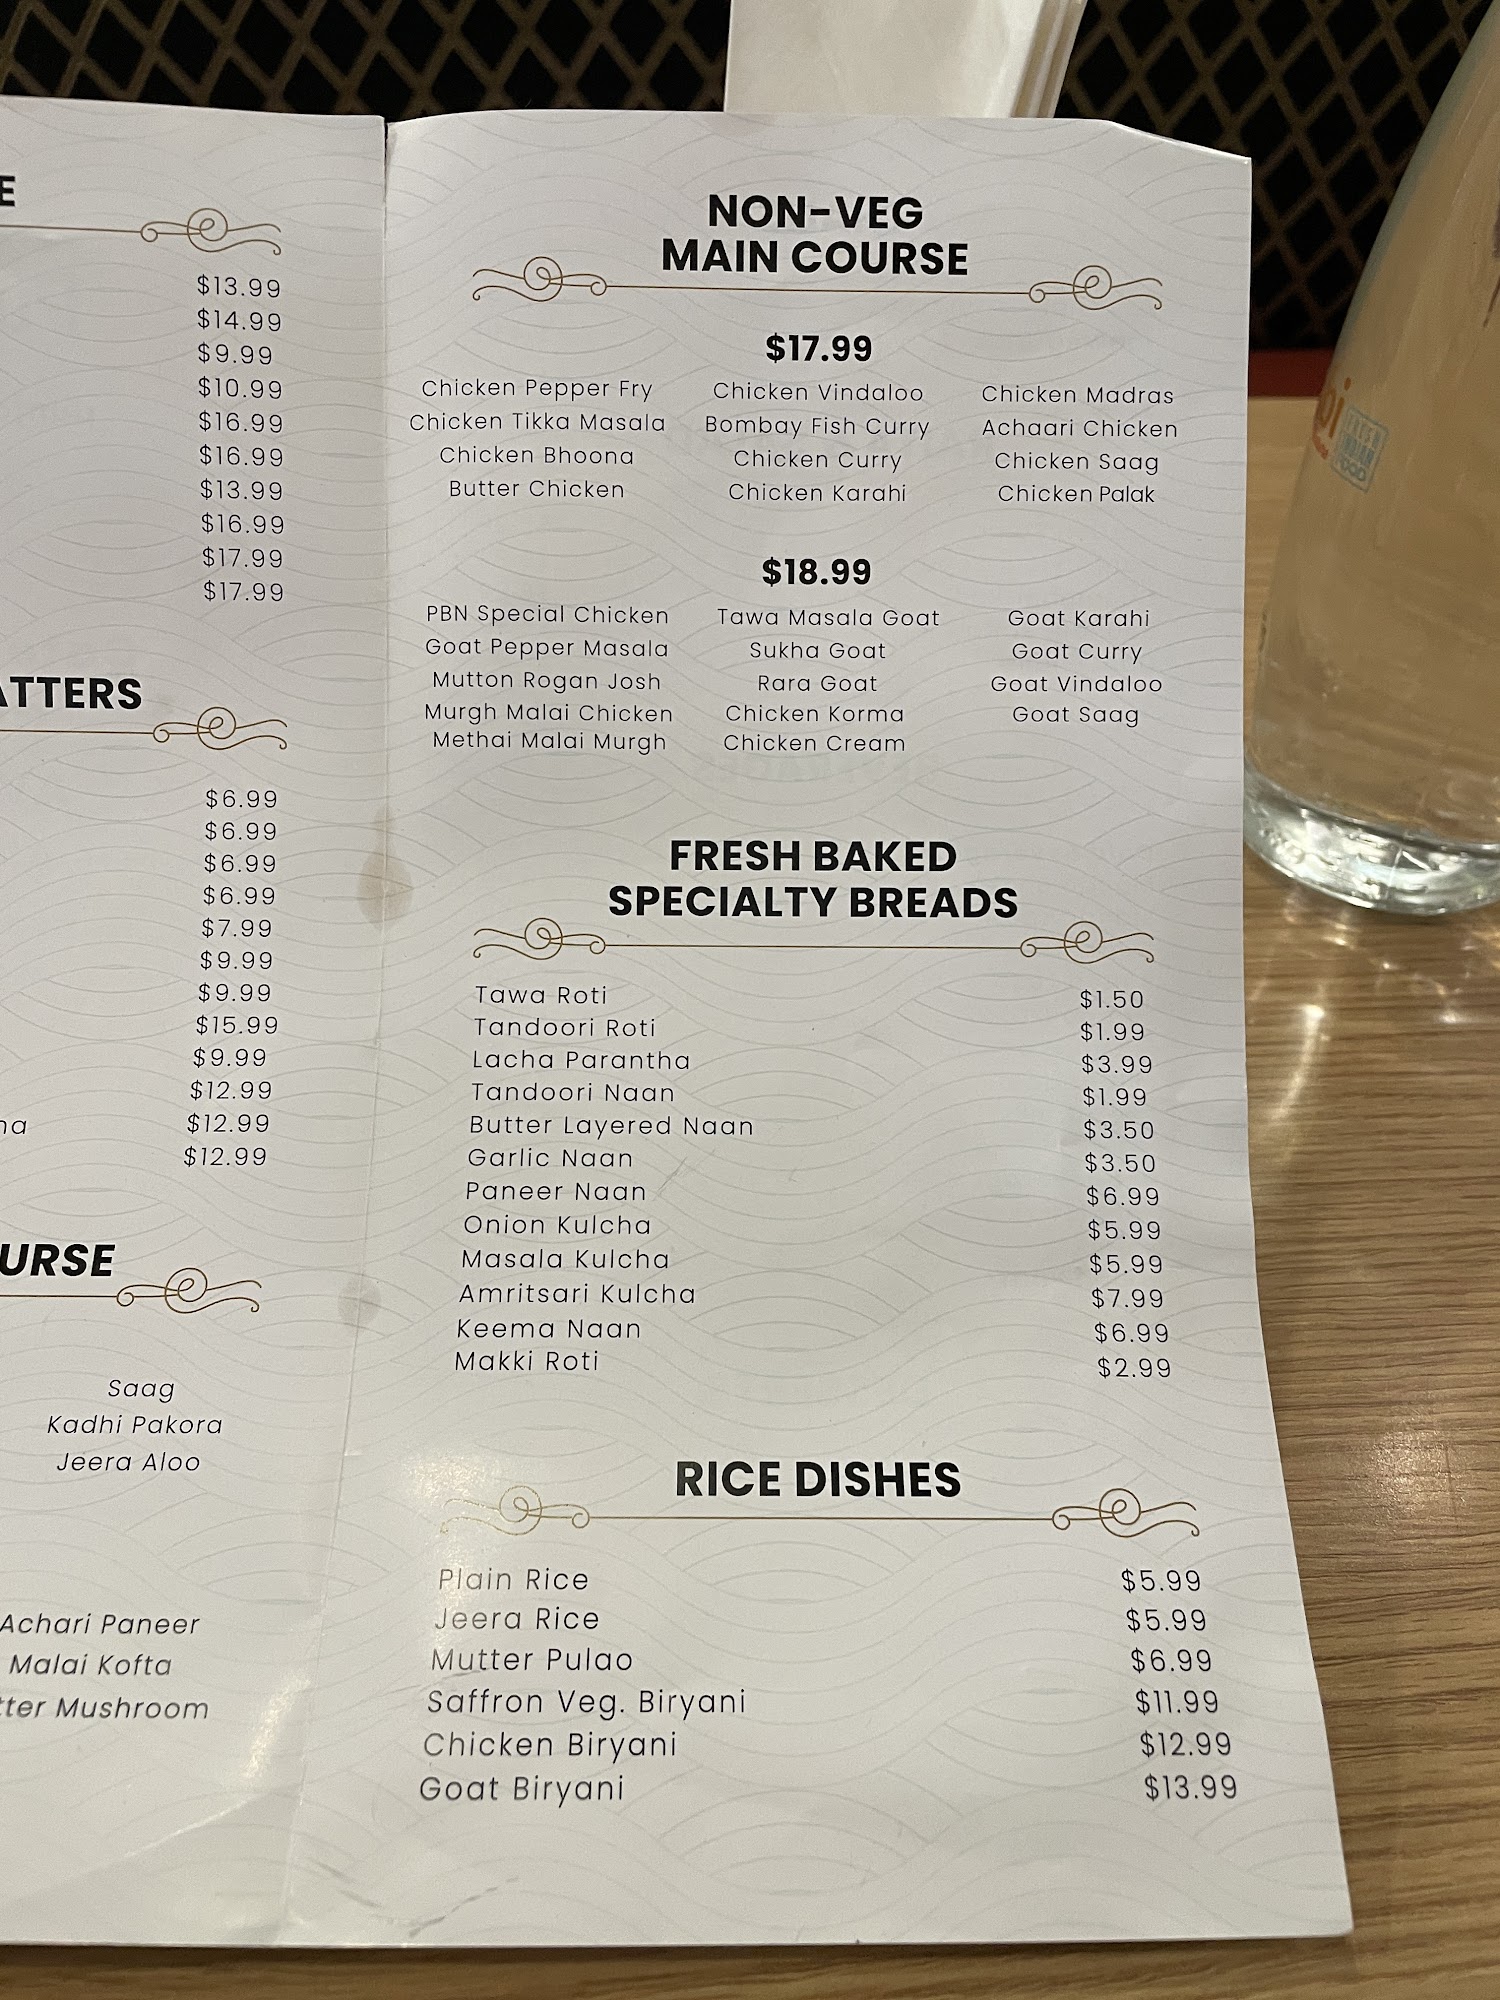 E
$13.99
$14.99
$9.99
$10.99
$16.99
$16.99
$13.99
$16.99
$17.99
$17.99
ATTERS
$6.99
$6.99
$6.99
$6.99
$7.99
$9.99
$9.99
$15.99
$9.99
$12.99
na $12.99
$12.99
URSE
Saag
Kadhi Pakora
Jeera Aloo
Achari Paneer
Malai Kofta
tter Mushroom
NON-VEG
MAIN COURSE
$17.99
Chicken Pepper Fry Chicken Vindaloo Chicken Madras
Chicken Tikka Masala Bombay Fish Curry Achaari Chicken
Chicken Bhoona Chicken Curry Chicken Saag
Butter Chicken Chicken Karahi Chicken Palak
$18.99
PBN Special Chicken Tawa Masala Goat Goat Karahi
Goat Pepper Masala Sukha Goat Goat Curry
Mutton Rogan Josh Rara Goat Goat Vindaloo
Murgh Malai Chicken Chicken Korma Goat Saag
Methai Malai Murgh Chicken Cream
FRESH BAKED
SPECIALTY BREADS
Tawa Roti $1.50
Tandoori Roti $1.99
Lacha Parantha $3.99
Tandoori Naan $1.99
Butter Layered Naan $3.50
Garlic Naan $3.50
Paneer Naan $6.99
Onion Kulcha $5.99
Masala Kulcha $5.99
Amritsari Kulcha $7.99
Keema Naan $6.99
Makki Roti $2.99
RICE DISHES
Plain Rice $5.99
Jeera Rice $5.99
Mutter Pulao $6.99
Saffron Veg. Biryani $11.99
Chicken Biryani $12.99
Goat Biryani $13.99
FRESH
INDIAN
FOOD